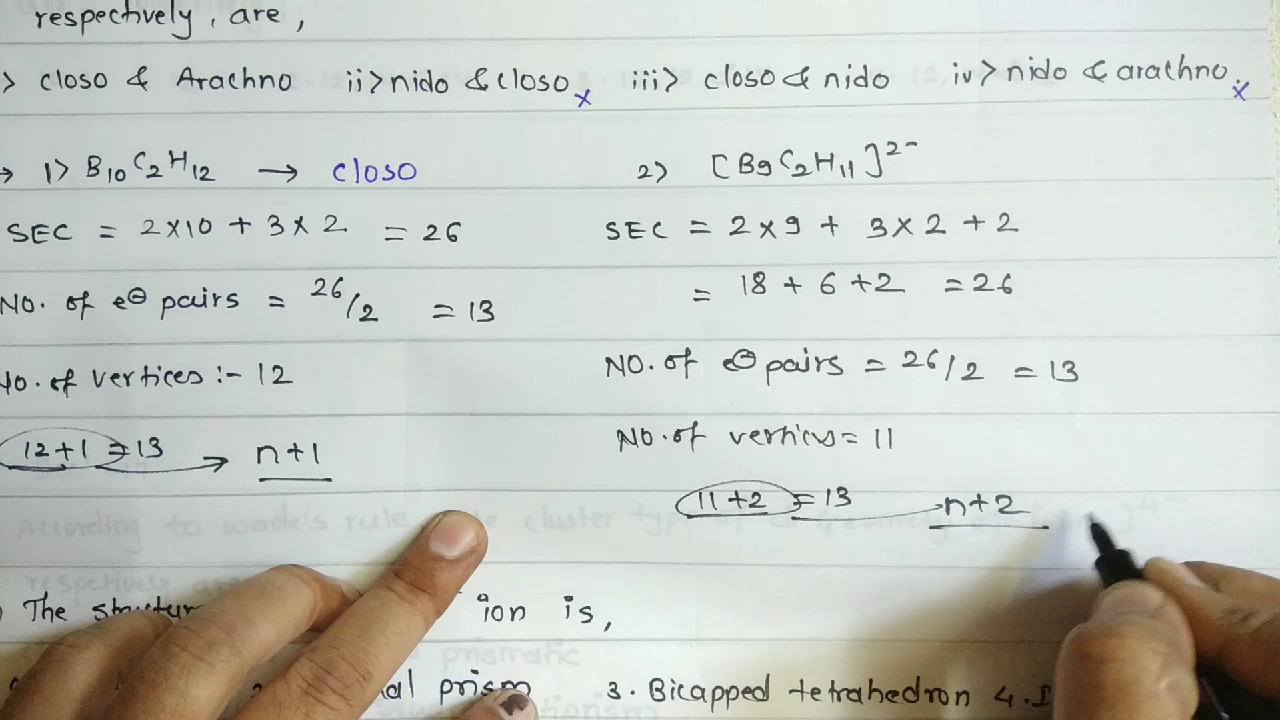 respectively, are,
> closo & Arachno ii> nido & closo x iii> closo & nido iv> nido & arachno. x
→ 1> B₁₀C₂H₁₂ → closo
SEC = 2×10 + 3×2 = 26
No. of e⊖ pairs = 26/2 = 13
No. of vertices :- 12
12+1 = 13 → n+1
2> [B9C₂H₁₁]²⁻
SEC = 2×9 + 3×2 + 2
= 18 + 6 + 2 = 26
No. of e⊖ pairs = 26/2 = 13
No. of vertices = 11
11+2 = 13 → n+2
The ion is,
prism 3. Bicapped tetrahedron 4.